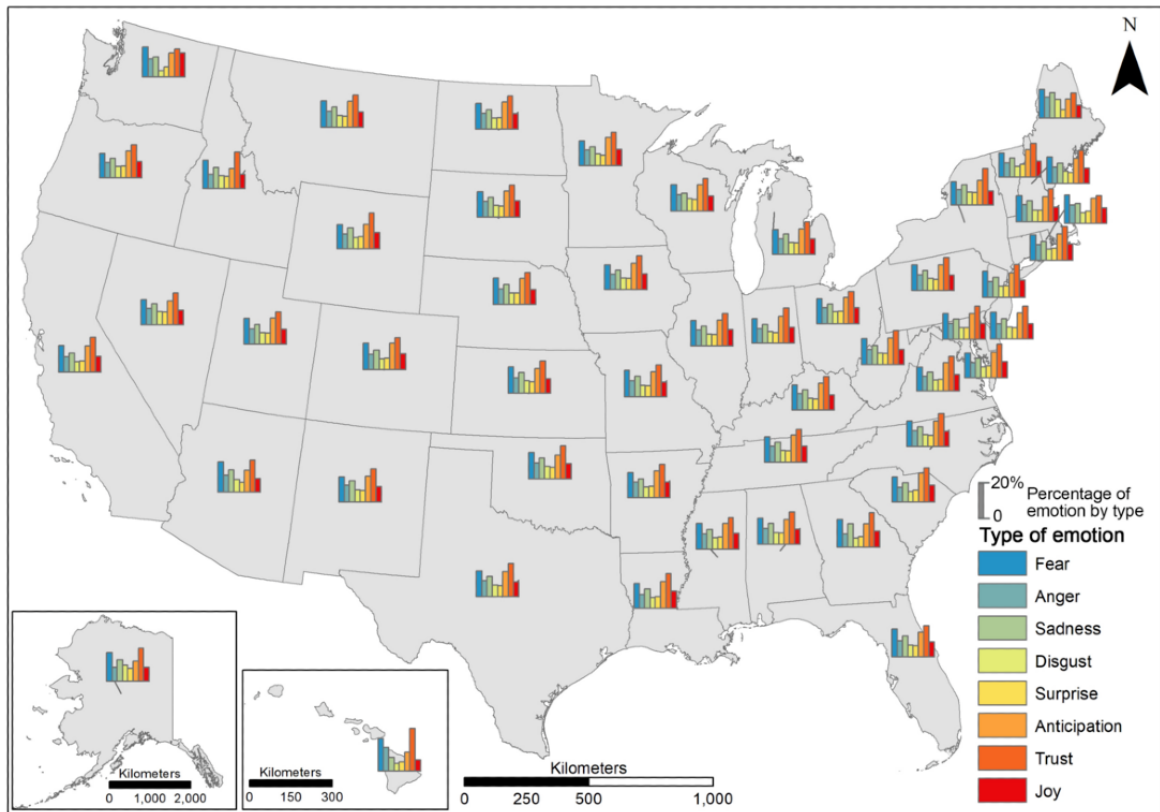 N
20%
0
Percentage of
emotion by type
Type of emotion
Fear
Anger
Sadness
Disgust
Surprise
Anticipation
Trust
Joy
Kilometers
0 1,000 2,000
Kilometers
0 150 300
Kilometers
0 250 500 1,000